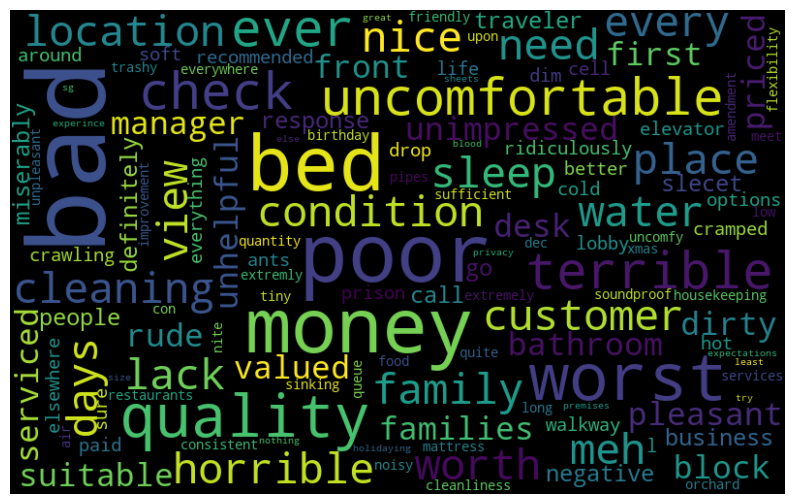 location
ever
nice
friendly
great
upon
traveler
need
every
first
priced
flexibility
around
soft
recommended
front
life
dim
cell
trashy
everywhere
sg
experince
bad
check
uncomfortable
sheets
amendment
meet
manager
response
birthday
else
unimpressed
elevator
miserably
unpleasant
definitely
improvement
view
everything
unhelpful
bed
drop
blood
ridiculously
better
place
pipes
sleep
sufficient
cold
slecet
options
condition
desk
water
cramped
low
crawling
quantity
ants
poor
privacy
go
dec
lobby
xmas
uncomfy
terrible
cleaning
extremly
tiny
prison
call
extremely
soundproof
housekeeping
people
con
nite
money
customer
dirty
serviced
days
rude
bathroom
hot
expectations
lack
valued
sinking
food
queue
quite
family
worst
least
services
elsewhere
sure
restaurants
size
try
air
paid
quality
families
long
premises
walkway
pleasant
consistent
nothing
holidaying
meh
l
business
suitable
horrible
noisy
mattress
worth
negative
block
cleanliness
orchard